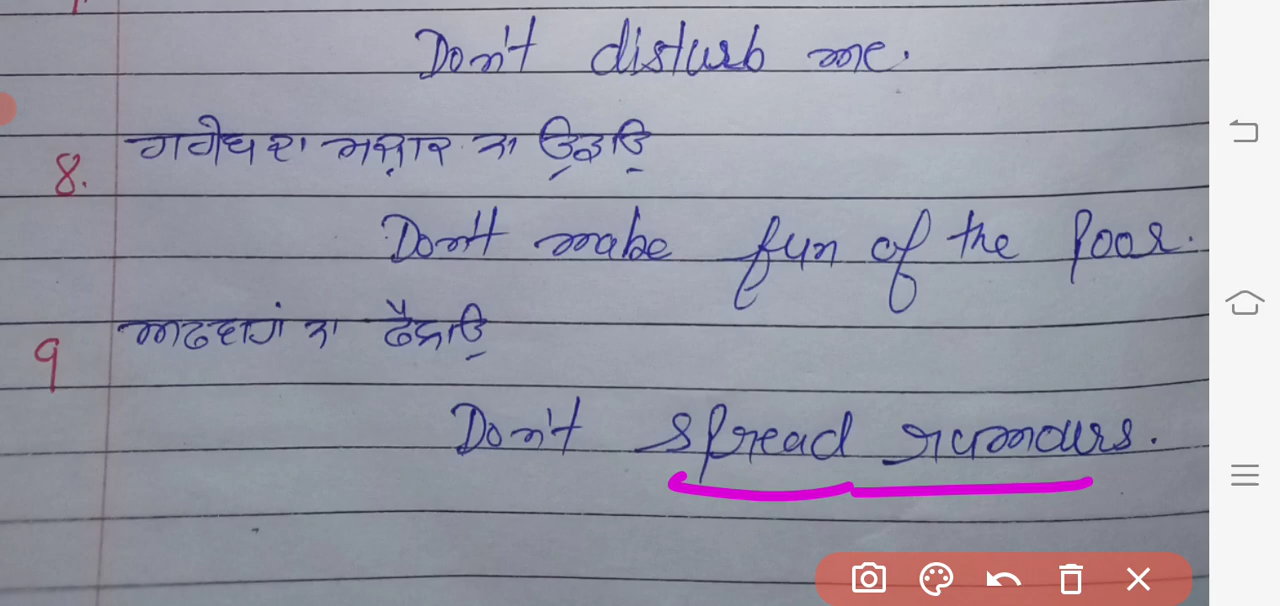 Don't disturb me.
8. ਗਰੀਬ ਦਾ ਮਜ਼ਾਕ ਨਾ ਉਡਾਓ
Don't make fun of the poor.
9 ਅਫਵਾਹਾਂ ਨਾ ਫੈਲਾਓ
Don't spread rumours.